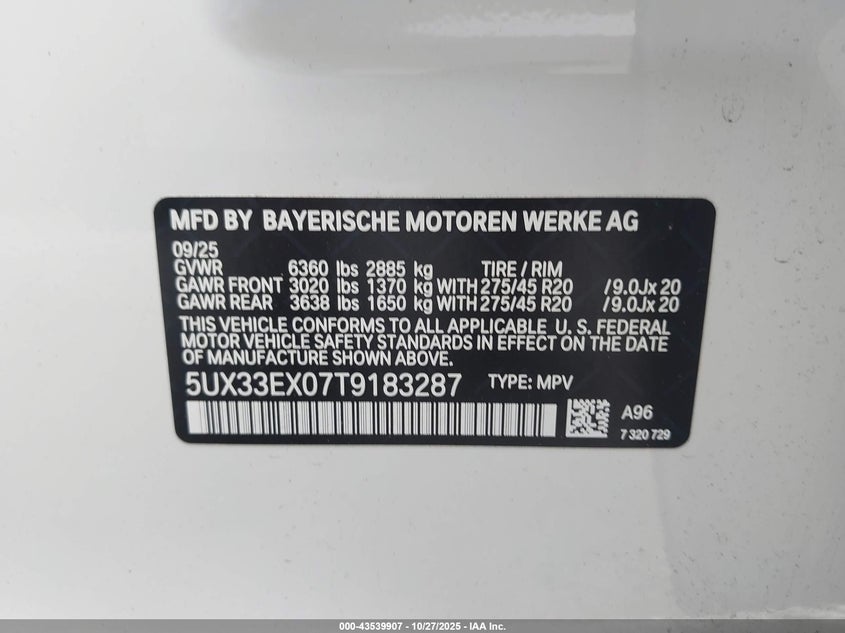 MFD BY BAYERISCHE MOTOREN WERKE AG
09/25
GVWR 6360 lbs 2885 kg TIRE / RIM
GAWR FRONT 3020 lbs 1370 kg WITH 275/45 R20 /9.0Jx 20
GAWR REAR 3638 lbs 1650 kg WITH 275/45 R20 /9.0Jx 20
THIS VEHICLE CONFORMS TO ALL APPLICABLE U. S. FEDERAL
MOTOR VEHICLE SAFETY STANDARDS IN EFFECT ON THE DATE
OF MANUFACTURE SHOWN ABOVE.
5UX33EX07T9183287 TYPE: MPV
A96
7 320 729
000-43539907 - 10/27/2025 - IAA Inc.